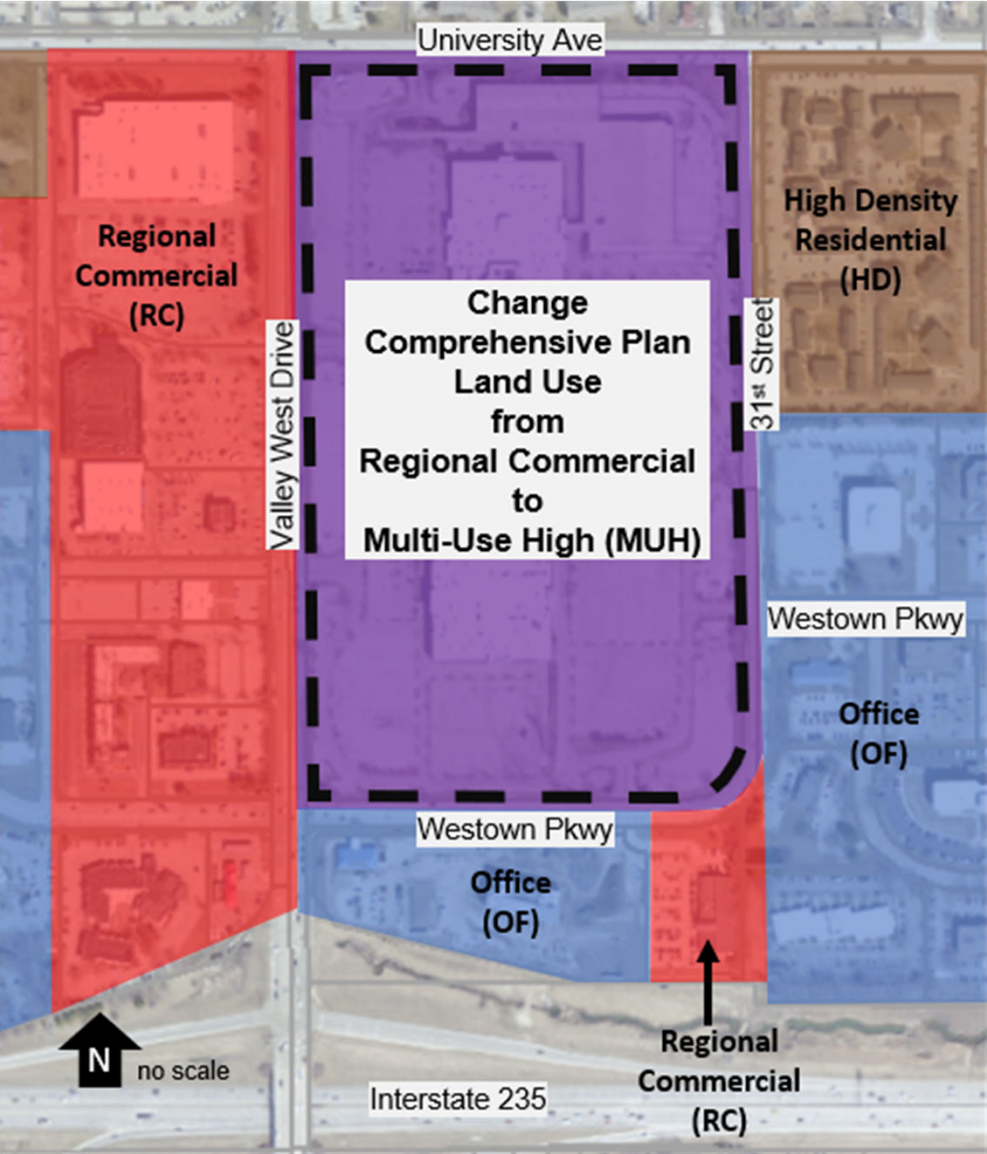 University Ave
High Density
Residential
(HD)
Regional
Commercial
(RC)
Change
Comprehensive Plan
Land Use
from
Regional Commercial
to
Multi-Use High (MUH)
Valley West Drive
31st Street
Westown Pkwy
Office
(OF)
Westown Pkwy
Office
(OF)
Regional
Commercial
(RC)
N
no scale
Interstate 235